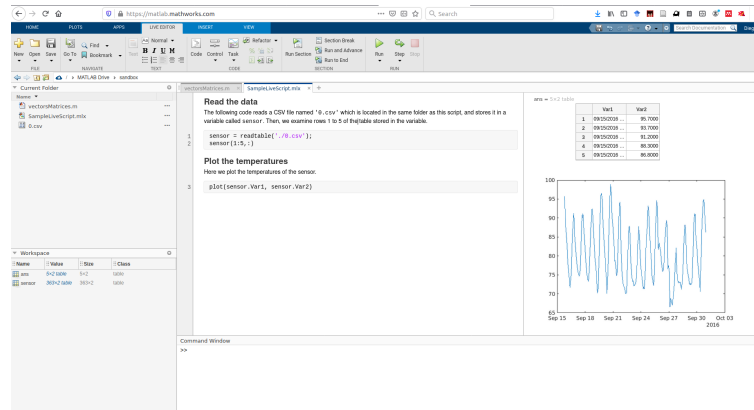 https://matlab.mathworks.com
Search
HOME PLOTS APPS LIVE EDITOR INSERT VIEW
Search Documentation
Diego
New Open Save Go To Find Bookmark Text Normal B I U M Code Control Task Refactor Run Section Section Break Run and Advance Run to End Run Step Stop
FILE NAVIGATE TEXT CODE SECTION RUN
MATLAB Drive sandbox
Current Folder
Name
vectorsMatrices.m
SampleLiveScript.mlx
0.csv
Workspace
Name Value Size Class
ans 5×2 table 5×2 table
sensor 363×2 table 363×2 table
vectorsMatrices.m SampleLiveScript.mlx
Read the data
The following code reads a CSV file named '0.csv' which is located in the same folder as this script, and stores it in a
variable called sensor. Then, we examine rows 1 to 5 of the table stored in the variable.
1 sensor = readtable('./0.csv');
2 sensor(1:5,:)
Plot the temperatures
Here we plot the temperatures of the sensor.
3 plot(sensor.Var1, sensor.Var2)
ans = 5×2 table
Var1 Var2
1 09/15/2016 ... 95.7000
2 09/15/2016 ... 93.7000
3 09/15/2016 ... 91.2000
4 09/15/2016 ... 88.3000
5 09/15/2016 ... 86.8000
100
95
90
85
80
75
70
65
Sep 15 Sep 18 Sep 21 Sep 24 Sep 27 Sep 30 Oct 03
2016
Command Window
>>